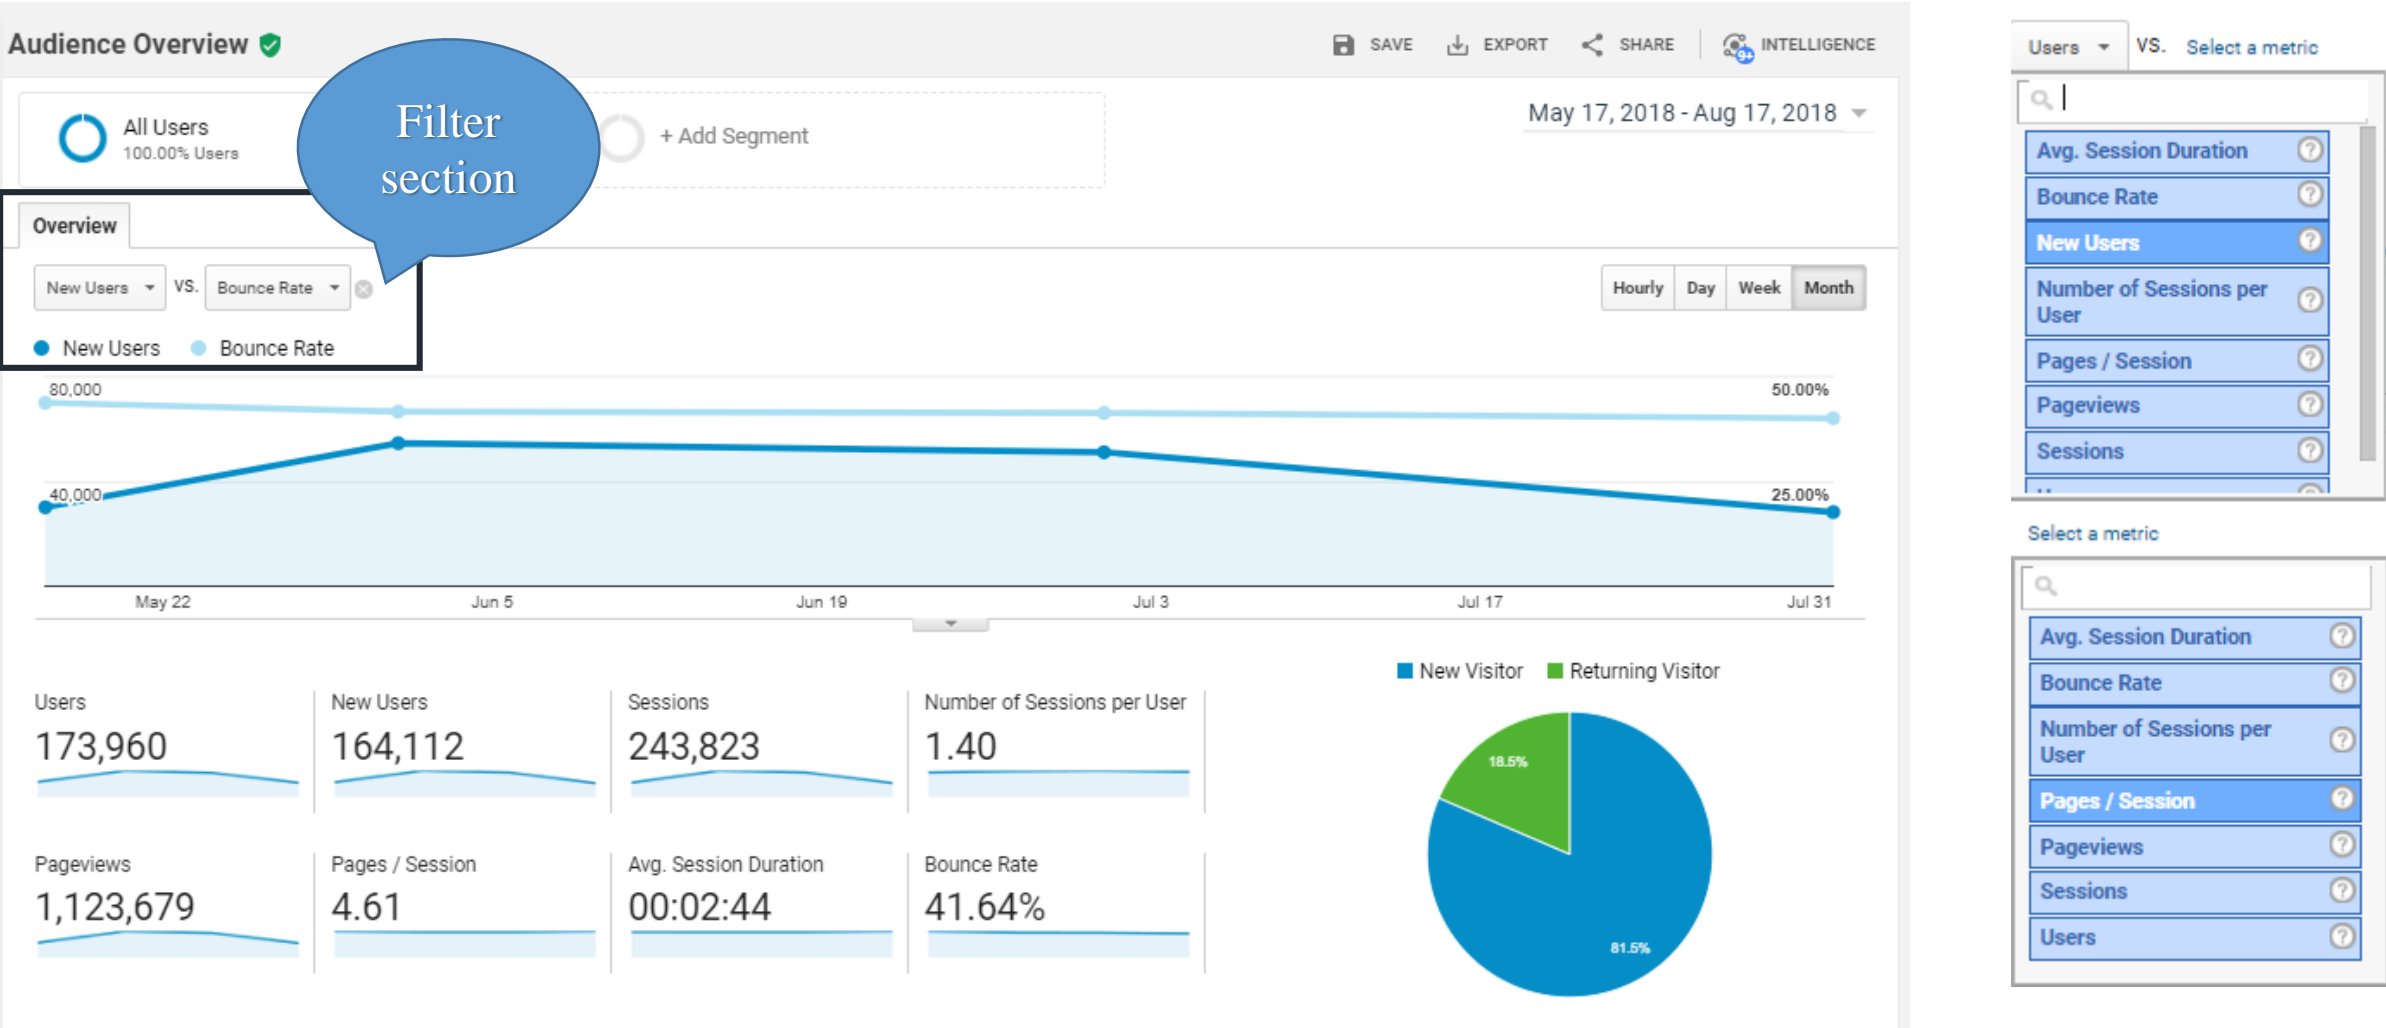 Audience Overview
SAVE
EXPORT
SHARE
9+
INTELLIGENCE
All Users
100.00% Users
Filter
section
+ Add Segment
May 17, 2018 - Aug 17, 2018
Overview
New Users
VS.
Bounce Rate
Hourly
Day
Week
Month
New Users
Bounce Rate
80,000
50.00%
40,000
25.00%
May 22
Jun 5
Jun 19
Jul 3
Jul 17
Jul 31
Users
173,960
New Users
164,112
Sessions
243,823
Number of Sessions per User
1.40
Pageviews
1,123,679
Pages / Session
4.61
Avg. Session Duration
00:02:44
Bounce Rate
41.64%
New Visitor
Returning Visitor
18.5%
81.5%
Users
VS.
Select a metric
Avg. Session Duration ?
Bounce Rate ?
New Users ?
Number of Sessions per
User ?
Pages / Session ?
Pageviews ?
Sessions ?
Select a metric
Avg. Session Duration ?
Bounce Rate ?
Number of Sessions per
User ?
Pages / Session ?
Pageviews ?
Sessions ?
Users ?